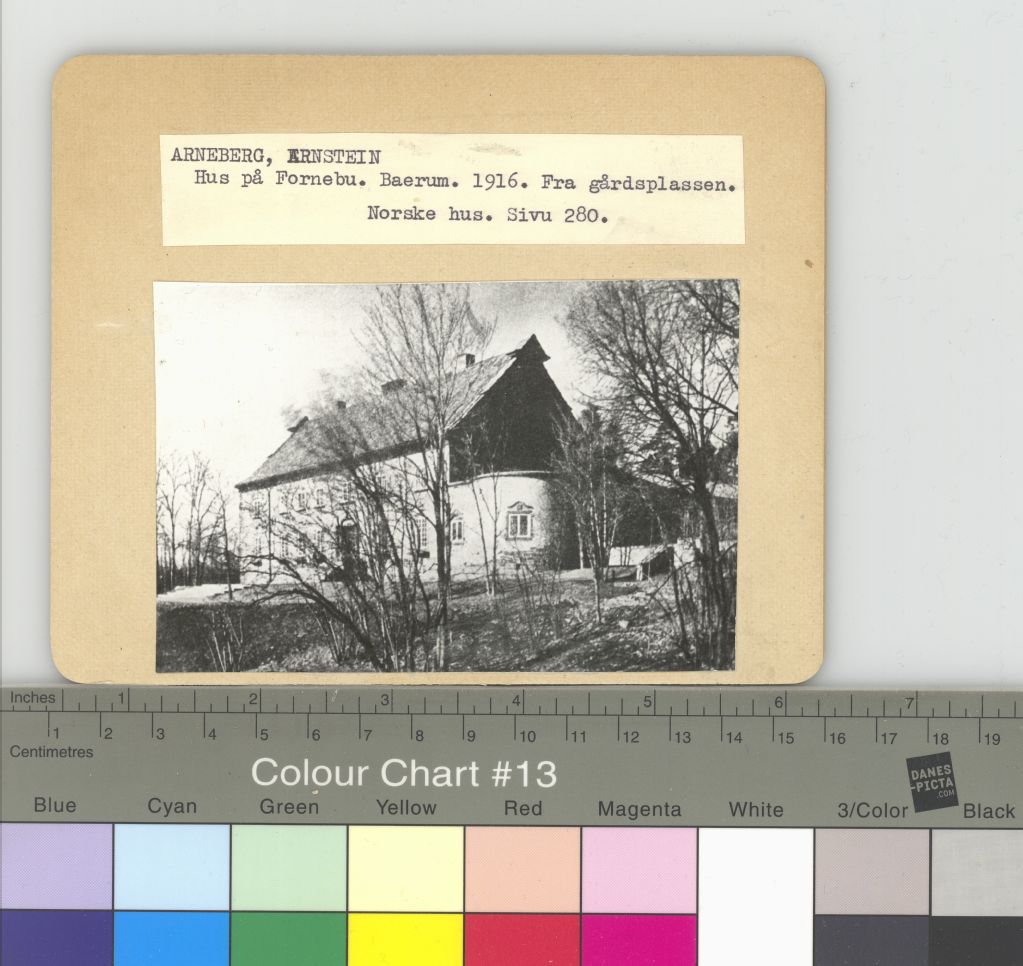 ARNEBERG, ARNSTEIN
Hus på Fornebu. Baerum. 1916. Fra gårdsplassen.
Norske hus. Sivu 280.
Inches 1 2 3 4 5 6 7
1 2 3 4 5 6 7 8 9 10 11 12 13 14 15 16 17 18 19
Centimetres
Colour Chart #13
DANES
-PICTA
.COM
Blue Cyan Green Yellow Red Magenta White 3/Color Black